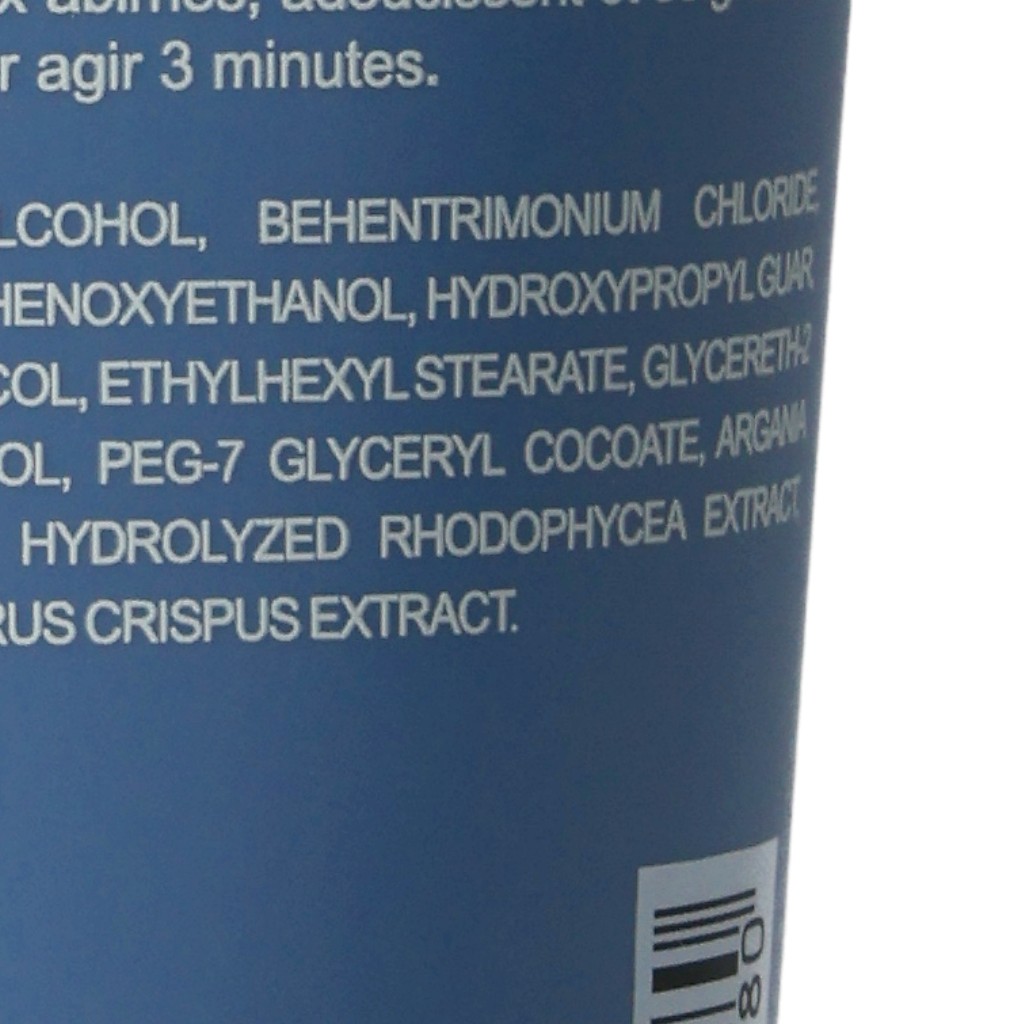 r agir 3 minutes.
LCOHOL, BEHENTRIMONIUM CHLORIDE,
HENOXYETHANOL, HYDROXYPROPYL GUAR,
COL, ETHYLHEXYL STEARATE, GLYCERETH-2
OL, PEG-7 GLYCERYL COCOATE, ARGANIA
HYDROLYZED RHODOPHYCEA EXTRACT,
RUS CRISPUS EXTRACT.
80